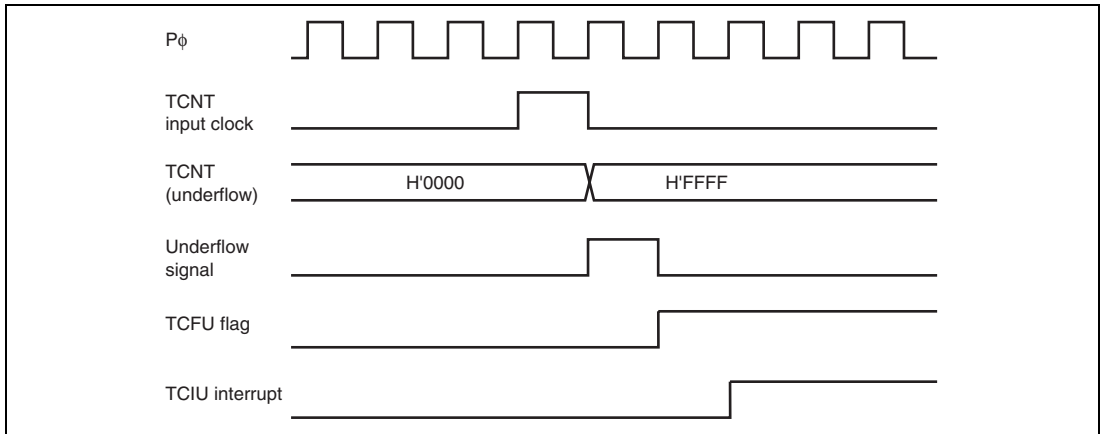 Pϕ
TCNT
input clock
TCNT
(underflow)
H'0000
H'FFFF
Underflow
signal
TCFU flag
TCIU interrupt